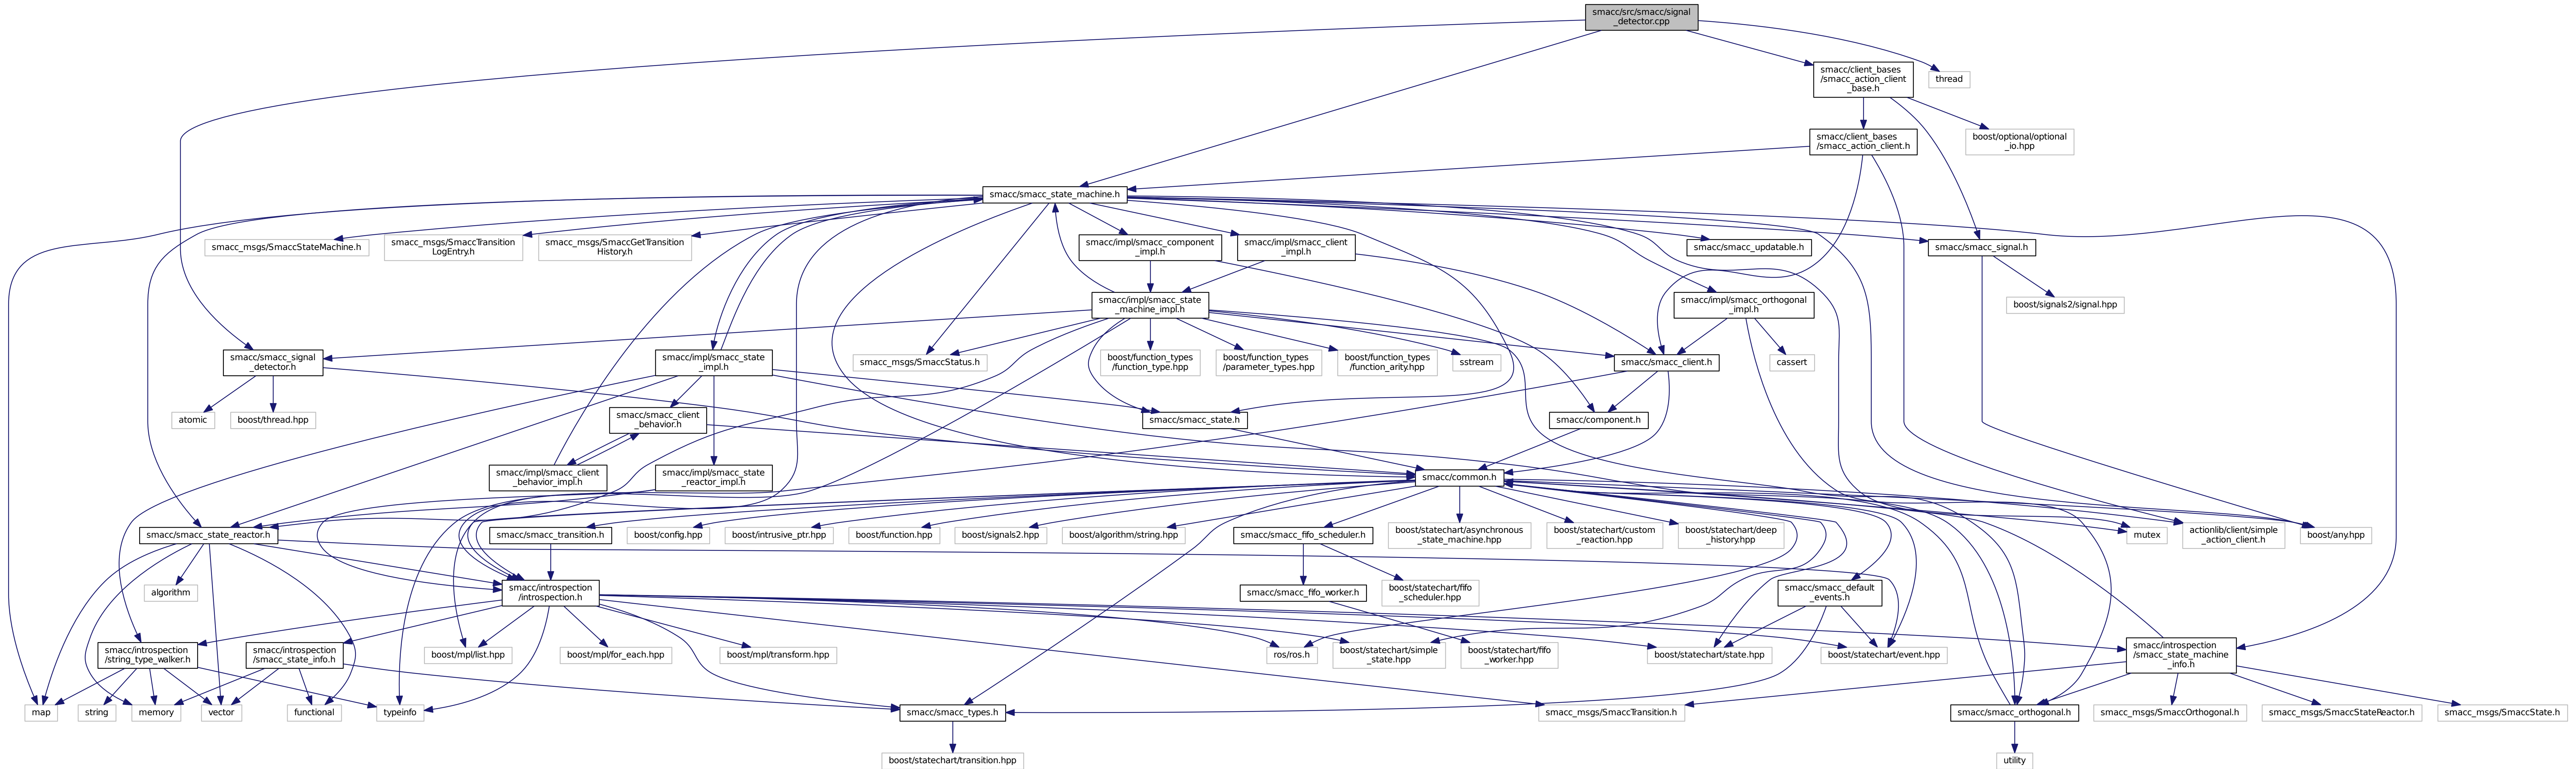 smacc/src/smacc/signal
_detector.cpp
smacc/client_bases
/smacc_action_client
_base.h
thread
smacc/client_bases
/smacc_action_client.h
boost/optional/optional
_io.hpp
smacc/smacc_state_machine.h
smacc_msgs/SmaccStateMachine.h
smacc_msgs/SmaccTransition
LogEntry.h
smacc_msgs/SmaccGetTransition
History.h
smacc/impl/smacc_component
_impl.h
smacc/impl/smacc_client
_impl.h
smacc/smacc_updatable.h
smacc/smacc_signal.h
smacc/impl/smacc_state
_machine_impl.h
smacc/impl/smacc_orthogonal
_impl.h
boost/signals2/signal.hpp
smacc/smacc_signal
_detector.h
smacc/impl/smacc_state
_impl.h
smacc_msgs/SmaccStatus.h
boost/function_types
/function_type.hpp
boost/function_types
/parameter_types.hpp
boost/function_types
/function_arity.hpp
sstream
smacc/smacc_client.h
cassert
atomic
boost/thread.hpp
smacc/smacc_client
_behavior.h
smacc/smacc_state.h
smacc/component.h
smacc/impl/smacc_client
_behavior_impl.h
smacc/impl/smacc_state
_reactor_impl.h
smacc/common.h
smacc/smacc_state_reactor.h
smacc/smacc_transition.h
boost/config.hpp
boost/intrusive_ptr.hpp
boost/function.hpp
boost/signals2.hpp
boost/algorithm/string.hpp
smacc/smacc_fifo_scheduler.h
boost/statechart/asynchronous
_state_machine.hpp
boost/statechart/custom
_reaction.hpp
boost/statechart/deep
_history.hpp
mutex
actionlib/client/simple
_action_client.h
boost/any.hpp
algorithm
smacc/introspection
/introspection.h
smacc/smacc_fifo_worker.h
boost/statechart/fifo
_scheduler.hpp
smacc/smacc_default
_events.h
smacc/introspection
/string_type_walker.h
smacc/introspection
/smacc_state_info.h
boost/mpl/list.hpp
boost/mpl/for_each.hpp
boost/mpl/transform.hpp
ros/ros.h
boost/statechart/simple
_state.hpp
boost/statechart/fifo
_worker.hpp
boost/statechart/state.hpp
boost/statechart/event.hpp
smacc/introspection
/smacc_state_machine
_info.h
map
string
memory
vector
functional
typeinfo
smacc/smacc_types.h
smacc_msgs/SmaccTransition.h
smacc/smacc_orthogonal.h
smacc_msgs/SmaccOrthogonal.h
smacc_msgs/SmaccStateReactor.h
smacc_msgs/SmaccState.h
boost/statechart/transition.hpp
utility